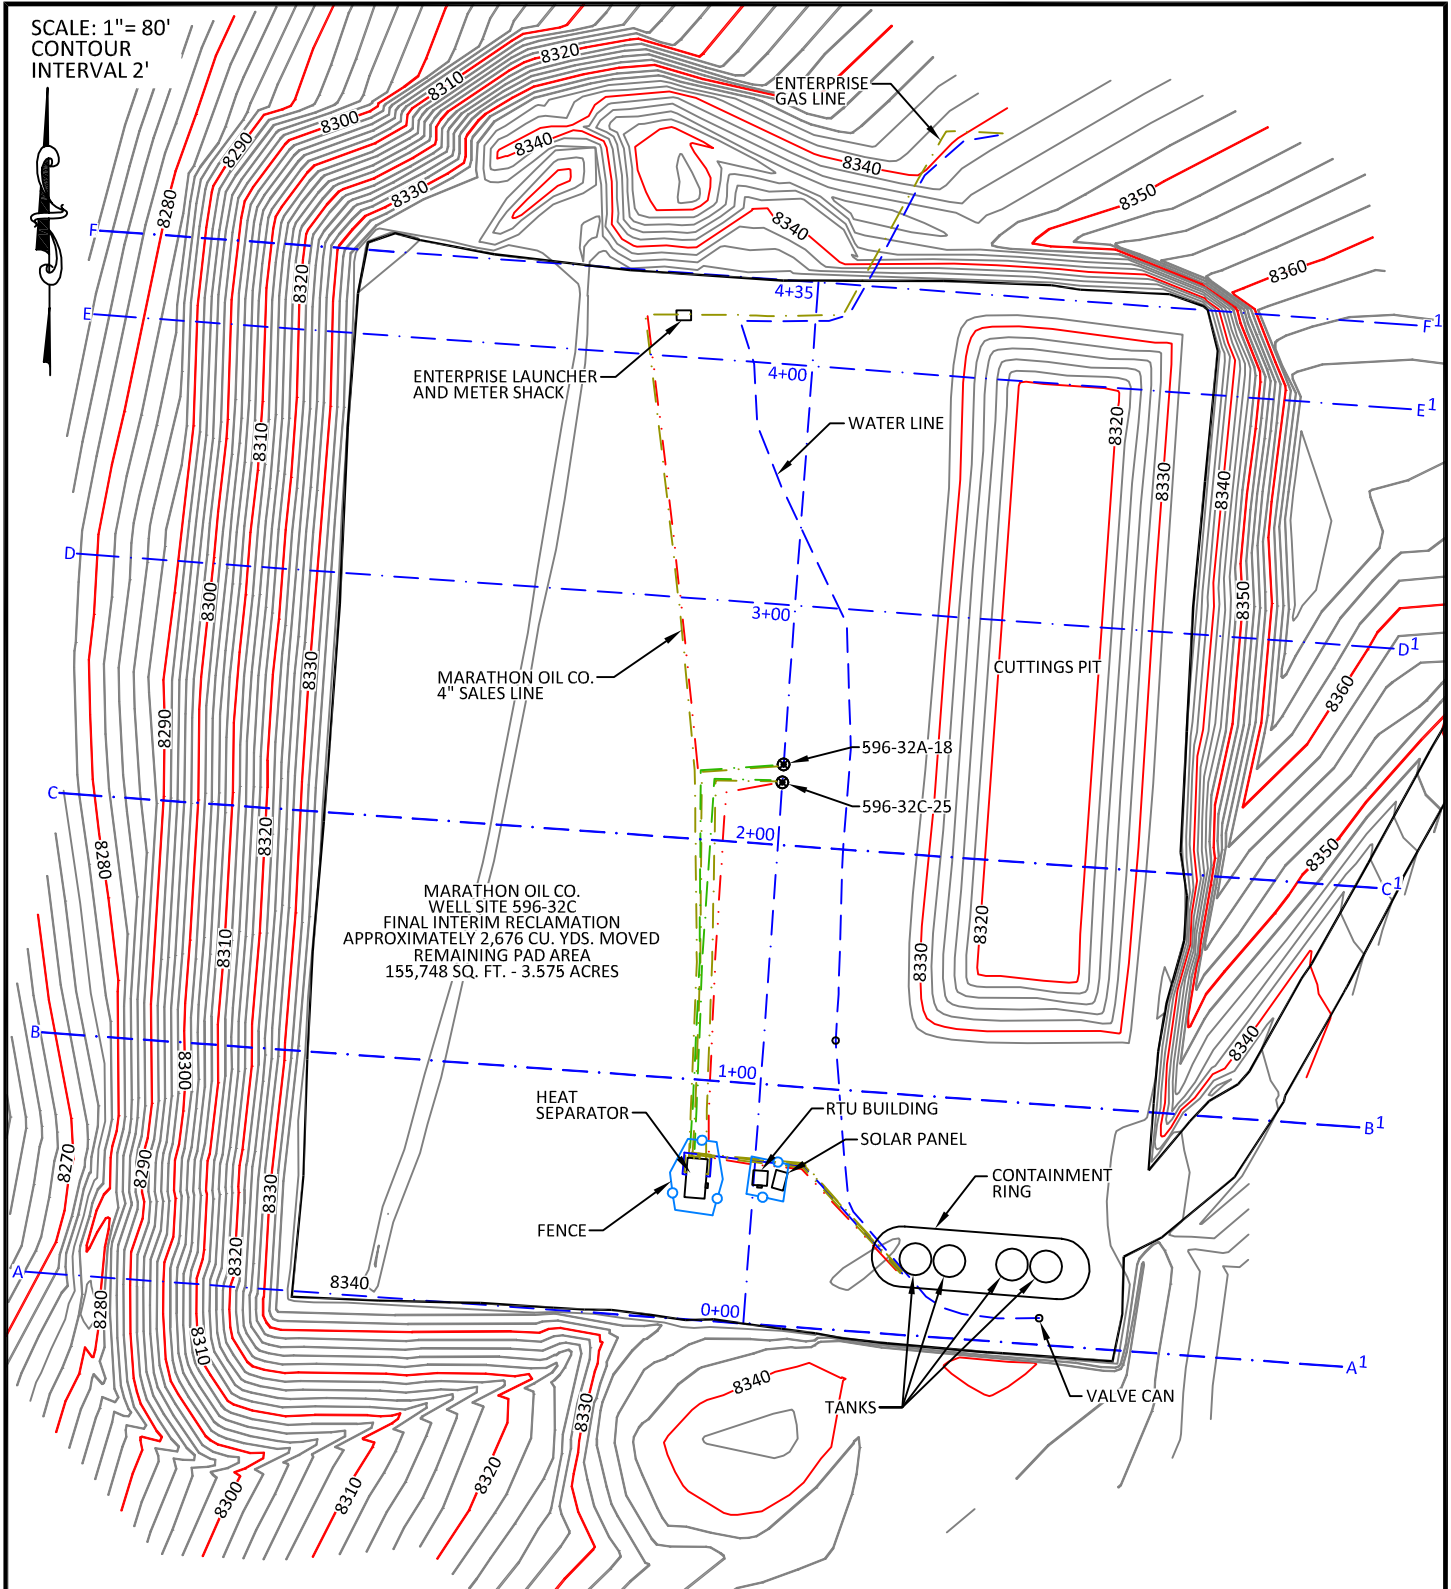 SCALE: 1"= 80'
CONTOUR
INTERVAL 2'
8320
8310
8300
8290
8280
8330
8340
ENTERPRISE
GAS LINE
8340
8340
8350
8360
F
4+35
F1
8320
E
ENTERPRISE LAUNCHER
AND METER SHACK
4+00
E1
WATER LINE
8310
8320
8330
8340
D
8300
3+00
D1
8350
8330
MARATHON OIL CO.
4" SALES LINE
CUTTINGS PIT
8360
8290
596-32A-18
596-32C-25
C
8320
2+00
C1
8280
8350
MARATHON OIL CO.
WELL SITE 596-32C
FINAL INTERIM RECLAMATION
APPROXIMATELY 2,676 CU. YDS. MOVED
REMAINING PAD AREA
155,748 SQ. FT. - 3.575 ACRES
8310
8320
8330
B
8300
1+00
8340
B1
HEAT
SEPARATOR
RTU BUILDING
SOLAR PANEL
8270
8290
8330
CONTAINMENT
RING
FENCE
8320
A
8340
0+00
8280
8310
A1
8340
TANKS
VALVE CAN
8330
8320
8310
8300